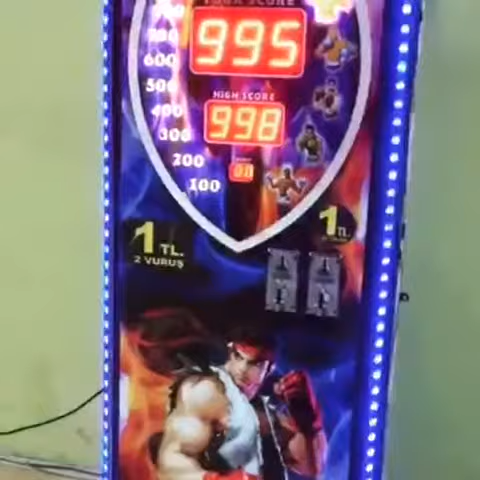 YOUR SCORE
995
HIGH SCORE
998
600
500
400
300
200
100
1 TL.
2 VURUŞ
1 TL.